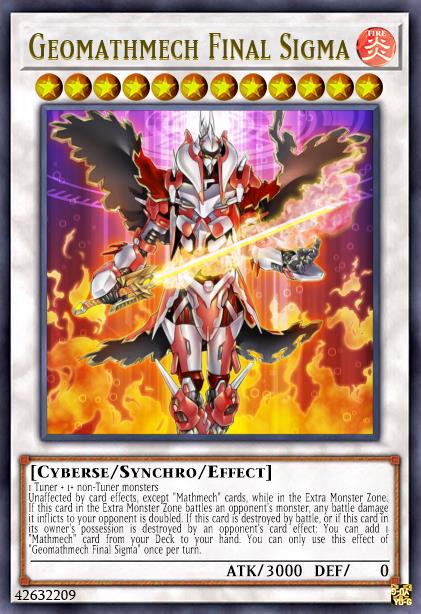 Geomathmech Final Sigma
FIRE
炎
[Cyberse/Synchro/Effect]
1 Tuner + 1+ non-Tuner monsters
Unaffected by card effects, except "Mathmech" cards, while in the Extra Monster Zone.
If this card in the Extra Monster Zone battles an opponent's monster, any battle damage
it inflicts to your opponent is doubled. If this card is destroyed by battle, or if this card in
its owner's possession is destroyed by an opponent's card effect: You can add 1
"Mathmech" card from your Deck to your hand. You can only use this effect of
"Geomathmech Final Sigma" once per turn.
ATK/3000 DEF/ 0
42632209